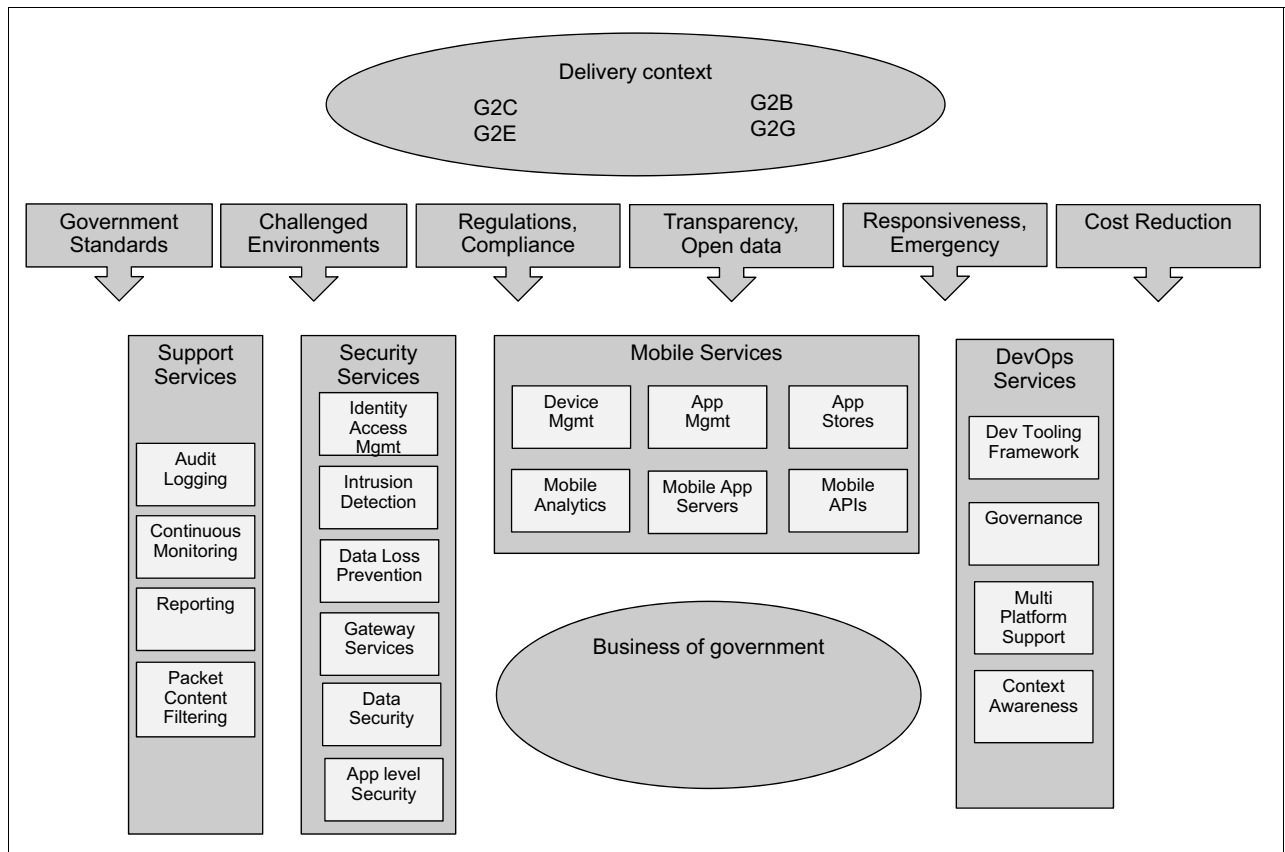 Delivery context
G2C
G2E
G2B
G2G
Government
Standards
Challenged
Environments
Regulations,
Compliance
Transparency,
Open data
Responsiveness,
Emergency
Cost Reduction
Support
Services
Audit
Logging
Continuous
Monitoring
Reporting
Packet
Content
Filtering
Security
Services
Identity
Access
Mgmt
Intrusion
Detection
Data Loss
Prevention
Gateway
Services
Data
Security
App level
Security
Mobile Services
Device
Mgmt
App
Mgmt
App
Stores
Mobile
Analytics
Mobile App
Servers
Mobile
APIs
Business of government
DevOps
Services
Dev Tooling
Framework
Governance
Multi
Platform
Support
Context
Awareness